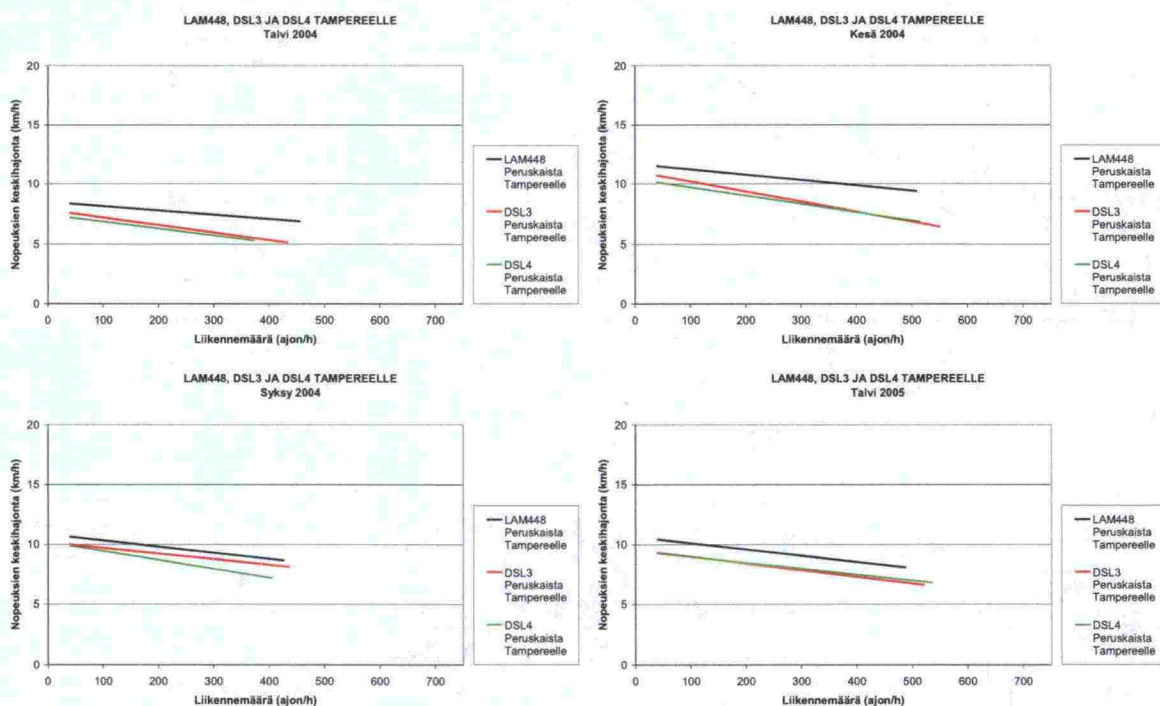 LAM448, DSL3 JA DSL4 TAMPEREELLE
Talvi 2004
Nopeuksien keskihajonta (km/h)
20
15
10
5
0
0 100 200 300 400 500 600 700
Liikennemäärä (ajon/h)
LAM448
Peruskaista
Tampereelle
DSL3
Peruskaista
Tampereelle
DSL4
Peruskaista
Tampereelle
LAM448, DSL3 JA DSL4 TAMPEREELLE
Kesä 2004
Nopeuksien keskihajonta (km/h)
20
15
10
5
0
0 100 200 300 400 500 600 700
Liikennemäärä (ajon/h)
LAM448
Peruskaista
Tampereelle
DSL3
Peruskaista
Tampereelle
DSL4
Peruskaista
Tampereelle
LAM448, DSL3 JA DSL4 TAMPEREELLE
Syksy 2004
Nopeuksien keskihajonta (km/h)
20
15
10
5
0
0 100 200 300 400 500 600 700
Liikennemäärä (ajon/h)
LAM448
Peruskaista
Tampereelle
DSL3
Peruskaista
Tampereelle
DSL4
Peruskaista
Tampereelle
LAM448, DSL3 JA DSL4 TAMPEREELLE
Talvi 2005
Nopeuksien keskihajonta (km/h)
20
15
10
5
0
0 100 200 300 400 500 600 700
Liikennemäärä (ajon/h)
LAM448
Peruskaista
Tampereelle
DSL3
Peruskaista
Tampereelle
DSL4
Peruskaista
Tampereelle